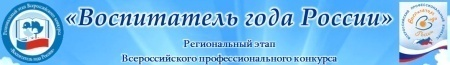 «Воспитатель года России»
Региональный этап
Всероссийского профессионального конкурса